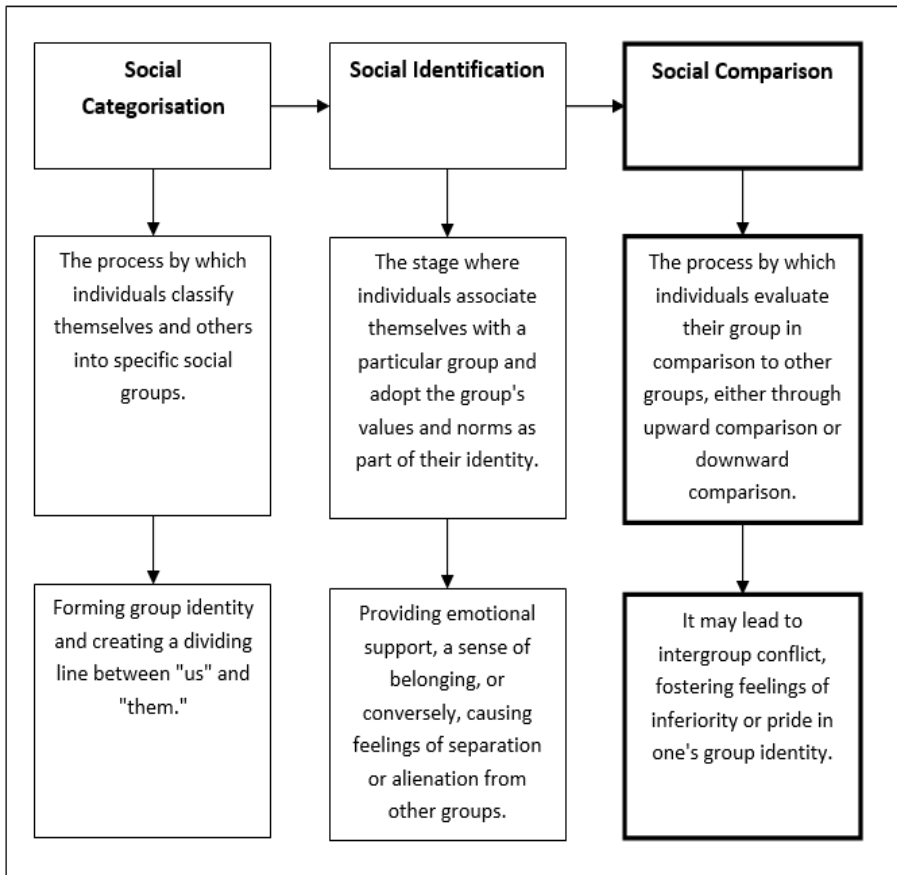 Social
Categorisation
Social Identification
Social Comparison
The process by which
individuals classify
themselves and others
into specific social
groups.
The stage where
individuals associate
themselves with a
particular group and
adopt the group's
values and norms as
part of their identity.
The process by which
individuals evaluate
their group in
comparison to other
groups, either through
upward comparison or
downward
comparison.
Forming group identity
and creating a dividing
line between "us" and
"them."
Providing emotional
support, a sense of
belonging, or
conversely, causing
feelings of separation
or alienation from
other groups.
It may lead to
intergroup conflict,
fostering feelings of
inferiority or pride in
one's group identity.